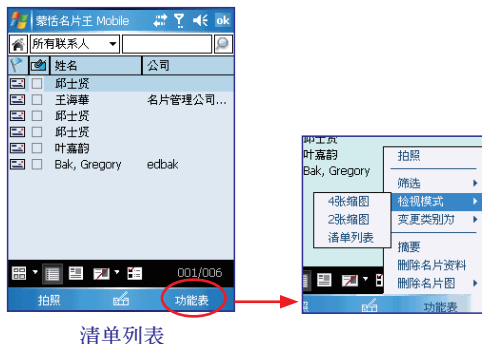 蒙恬名片王 Mobile ok
所有联系人
姓名 公司
邱士贤
王海華 名片管理公司...
邱士贤
邱士贤
叶嘉韵
Bak, Gregory edbak
001/006
拍照 功能表
清单列表
邱士贤
叶嘉韵
Bak, Gregory
拍照
筛选
检视模式
变更类别为
摘要
删除名片资料
删除名片图
4张缩图
2张缩图
清单列表
功能表